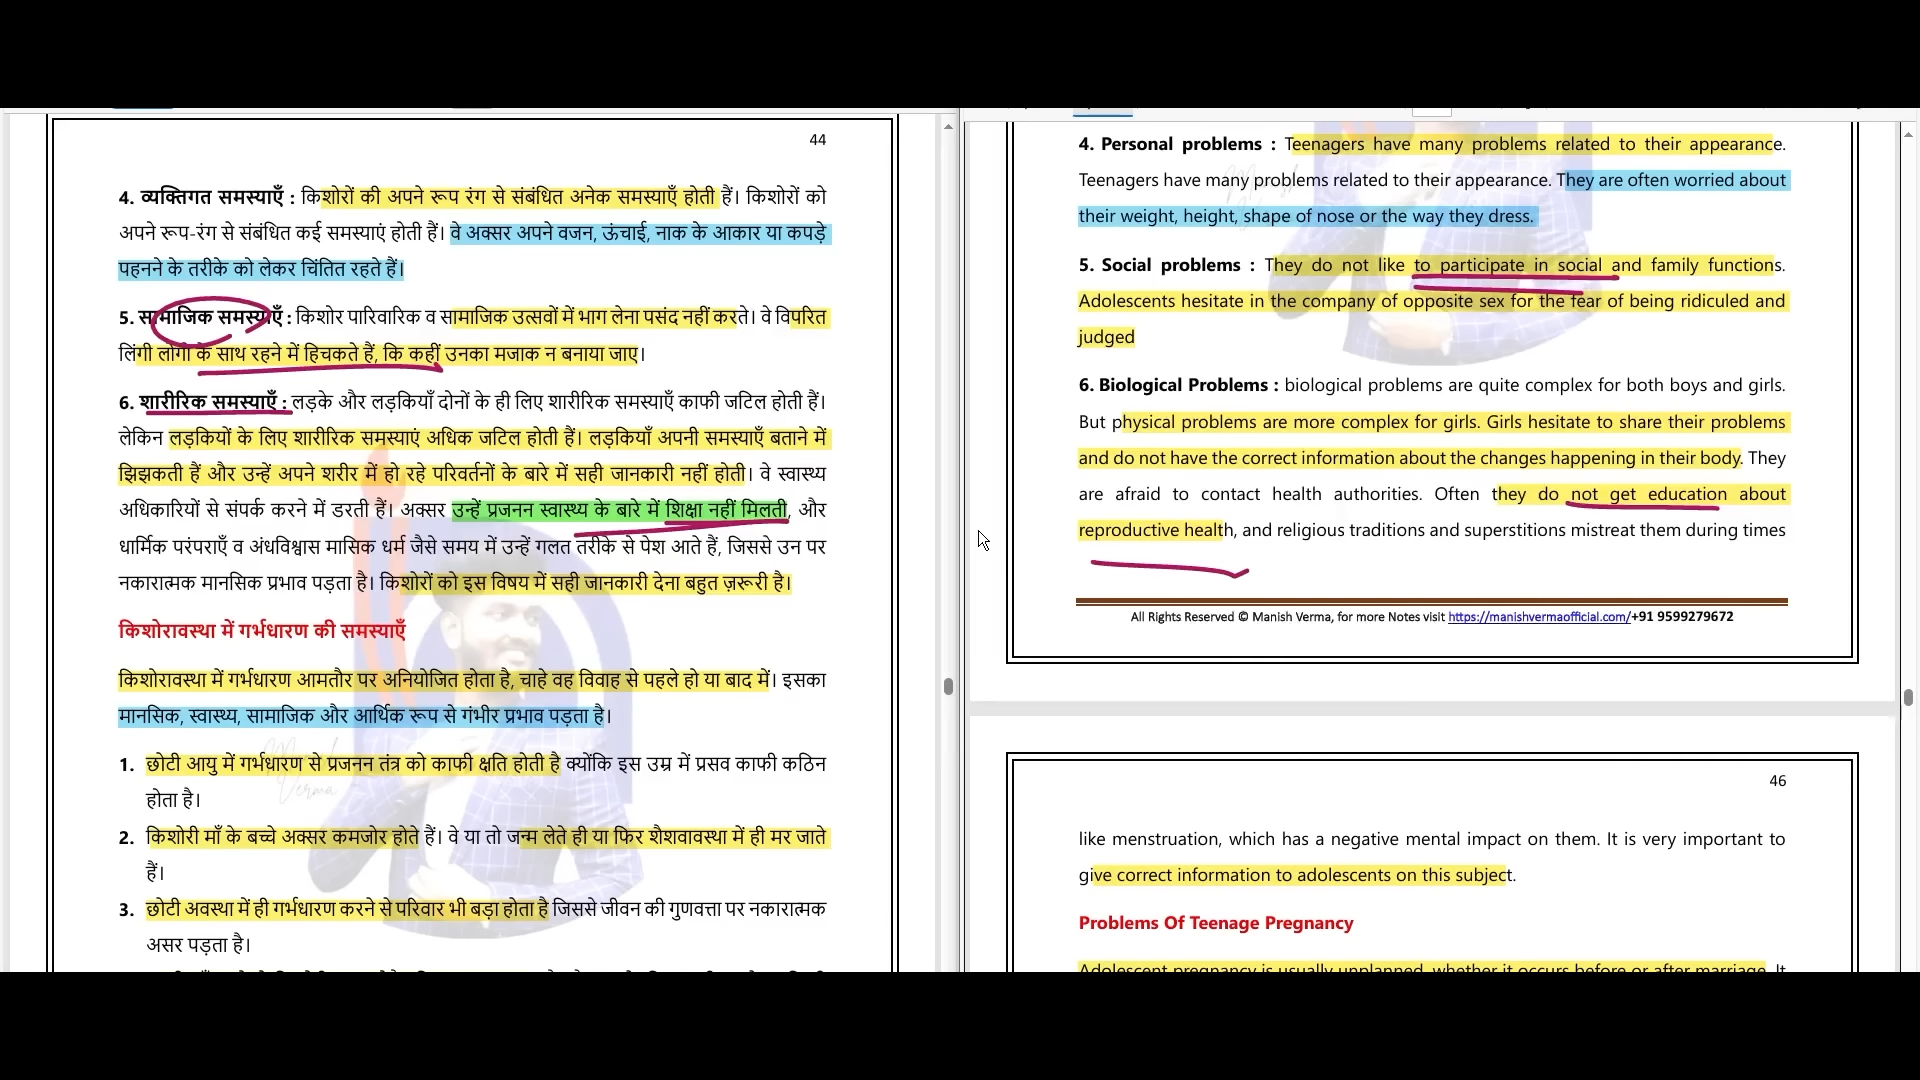 44
4. व्यक्तिगत समस्याएँ : किशोरों की अपने रूप रंग से संबंधित अनेक समस्याएँ होती हैं। किशोरों को
अपने रूप-रंग से संबंधित कई समस्याएं होती हैं। वे अक्सर अपने वजन, ऊंचाई, नाक के आकार या कपड़े
पहनने के तरीके को लेकर चिंतित रहते हैं।
5. सामाजिक समस्याएँ : किशोर पारिवारिक व सामाजिक उत्सवों में भाग लेना पसंद नहीं करते। वे विपरित
लिंगी लोगों के साथ रहने में हिचकते हैं, कि कहीं उनका मजाक न बनाया जाए।
6. शारीरिक समस्याएँ : लड़के और लड़कियाँ दोनों के ही लिए शारीरिक समस्याएँ काफी जटिल होती हैं।
लेकिन लड़कियों के लिए शारीरिक समस्याएं अधिक जटिल होती हैं। लड़कियाँ अपनी समस्याएँ बताने में
झिझकती हैं और उन्हें अपने शरीर में हो रहे परिवर्तनों के बारे में सही जानकारी नहीं होती। वे स्वास्थ्य
अधिकारियों से संपर्क करने में डरती हैं। अक्सर उन्हें प्रजनन स्वास्थ्य के बारे में शिक्षा नहीं मिलती, और
धार्मिक परंपराएँ व अंधविश्वास मासिक धर्म जैसे समय में उन्हें गलत तरीके से पेश आते हैं, जिससे उन पर
नकारात्मक मानसिक प्रभाव पड़ता है। किशोरों को इस विषय में सही जानकारी देना बहुत ज़रूरी है।
किशोरावस्था में गर्भधारण की समस्याएँ
किशोरावस्था में गर्भधारण आमतौर पर अनियोजित होता है, चाहे वह विवाह से पहले हो या बाद में। इसका
मानसिक, स्वास्थ्य, सामाजिक और आर्थिक रूप से गंभीर प्रभाव पड़ता है।
1. छोटी आयु में गर्भधारण से प्रजनन तंत्र को काफी क्षति होती है क्योंकि इस उम्र में प्रसव काफी कठिन
होता है।
2. किशोरी माँ के बच्चे अक्सर कमजोर होते हैं। वे या तो जन्म लेते ही या फिर शैशवावस्था में ही मर जाते
हैं।
3. छोटी अवस्था में ही गर्भधारण करने से परिवार भी बड़ा होता है जिससे जीवन की गुणवत्ता पर नकारात्मक
असर पड़ता है।
4. Personal problems : Teenagers have many problems related to their appearance.
Teenagers have many problems related to their appearance. They are often worried about
their weight, height, shape of nose or the way they dress.
5. Social problems : They do not like to participate in social and family functions.
Adolescents hesitate in the company of opposite sex for the fear of being ridiculed and
judged
6. Biological Problems : biological problems are quite complex for both boys and girls.
But physical problems are more complex for girls. Girls hesitate to share their problems
and do not have the correct information about the changes happening in their body. They
are afraid to contact health authorities. Often they do not get education about
reproductive health, and religious traditions and superstitions mistreat them during times
All Rights Reserved © Manish Verma, for more Notes visit https://manishvermaofficial.com/+91 9599279672
46
like menstruation, which has a negative mental impact on them. It is very important to
give correct information to adolescents on this subject.
Problems Of Teenage Pregnancy
Adolescent pregnancy is usually unplanned, whether it occurs before or after marriage. It